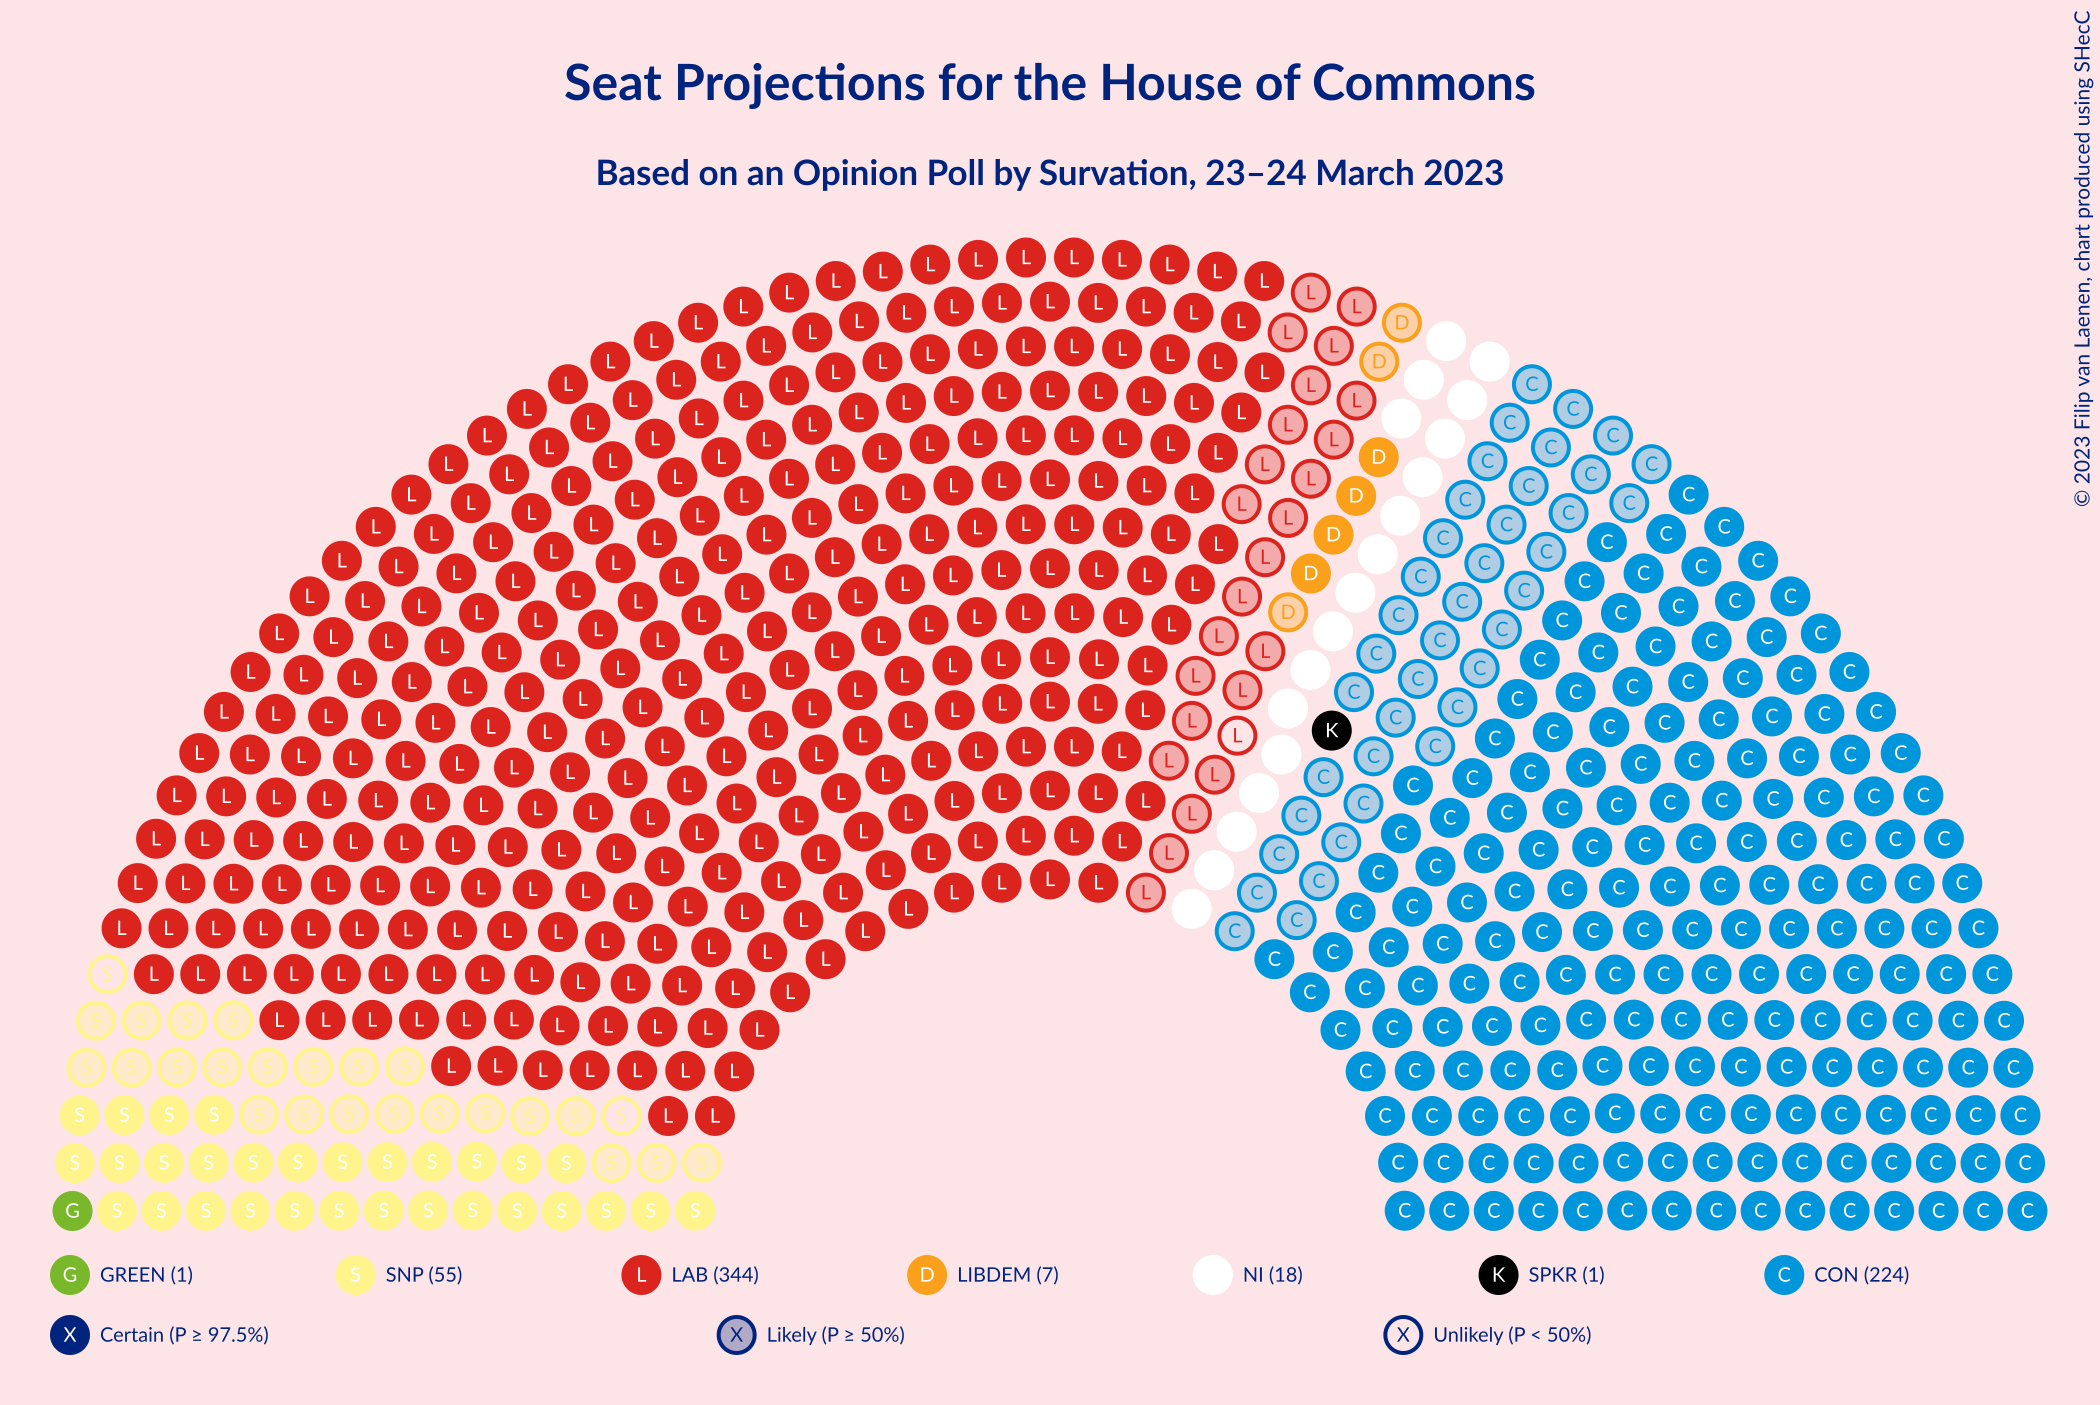 Seat Projections for the House of Commons
Based on an Opinion Poll by Survation, 23–24 March 2023
© 2023 Filip van Laenen, chart produced using SHecC
G GREEN (1) S SNP (55) L LAB (344) D LIBDEM (7) NI (18) K SPKR (1) C CON (224)
X Certain (P ≥ 97.5%) X Likely (P ≥ 50%) X Unlikely (P < 50%)